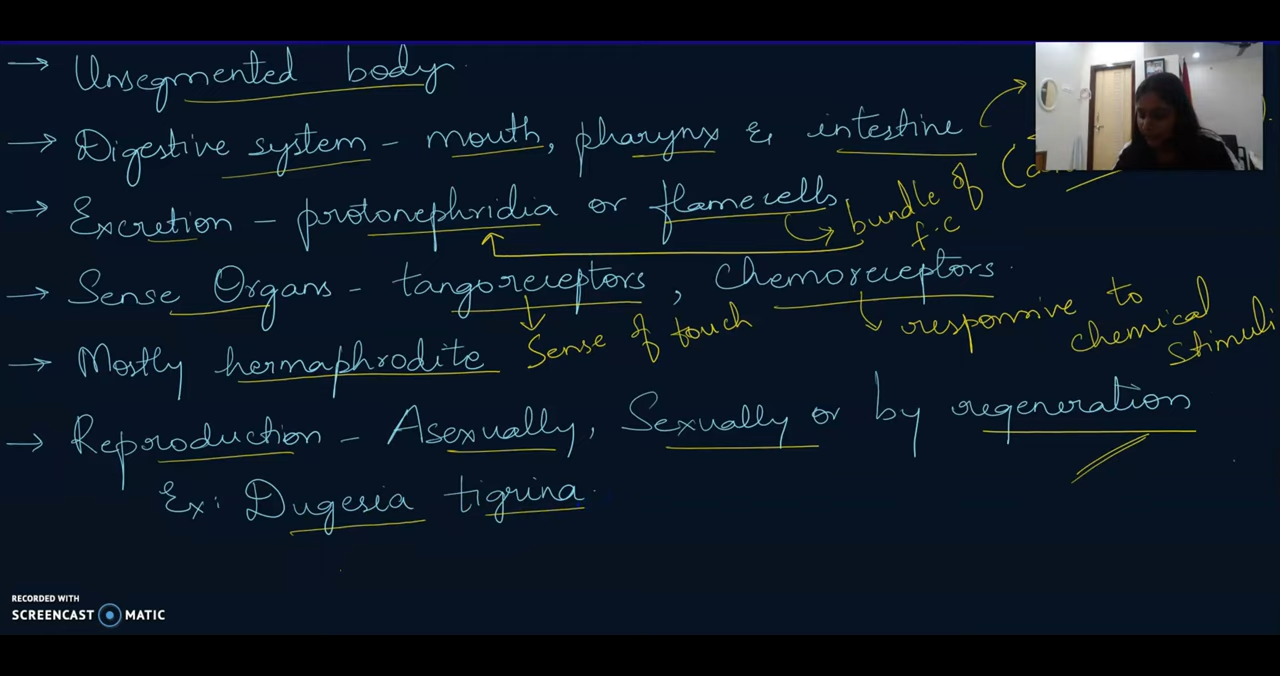 → Unsegmented body.
→ Digestive system - mouth, pharynx & intestine
→ Excretion - protonephridia or flamecells,
bundle of
f.c
→ Sense Organs - tangoreceptors, Chemoreceptors.
Sense of touch
responsive to
chemical
stimuli
→ Mostly hermaphrodite
→ Reproduction - Asexually, Sexually or by regeneration
Ex: Dugesia tigrina.
RECORDED WITH
SCREENCAST MATIC